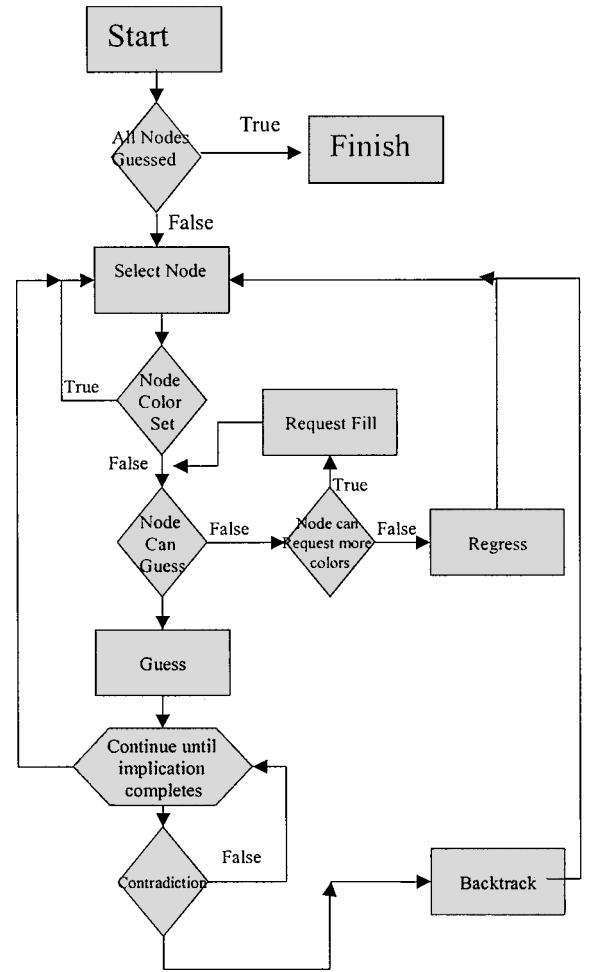 Start
All Nodes
Guessed
True
Finish
False
Select Node
True
Node
Color
Set
Request Fill
False
True
Node
Can
Guess
False
Node can
Request more
colors
False
Regress
Guess
Continue until
implication
completes
False
Contradiction
Backtrack